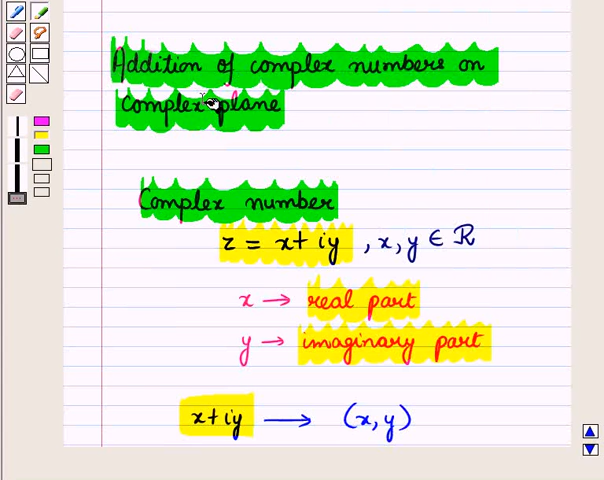 Addition of complex numbers on
Complex plane
Complex number
z = x+iy , x, y ∈ ℝ
x → real part
y → imaginary part
x+iy → (x, y)